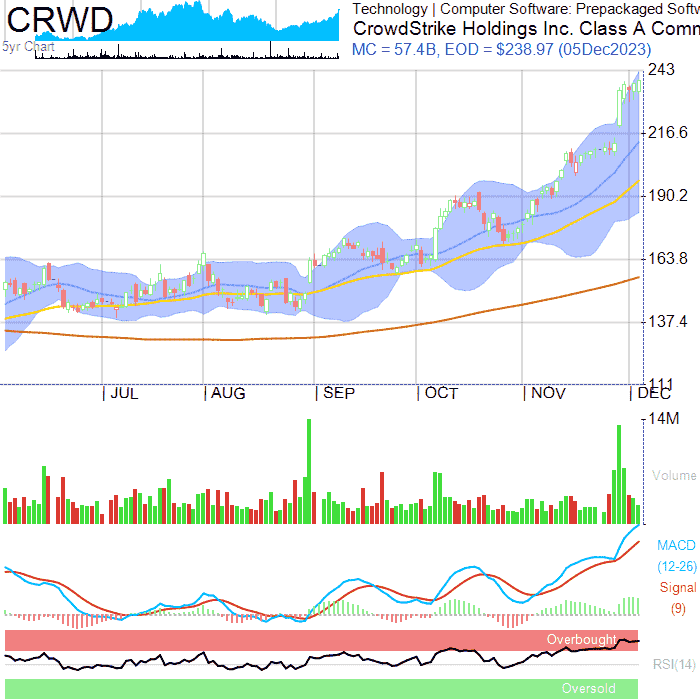 CRWD
5yr Chart
Technology | Computer Software: Prepackaged Softw
CrowdStrike Holdings Inc. Class A Comm
MC = 57.4B, EOD = $238.97 (05Dec2023)
243
216.6
190.2
163.8
137.4
111
| JUL | AUG | SEP | OCT | NOV | DEC
14M
Volume
MACD
(12-26)
Signal
(9)
Overbought
RSI(14)
Oversold